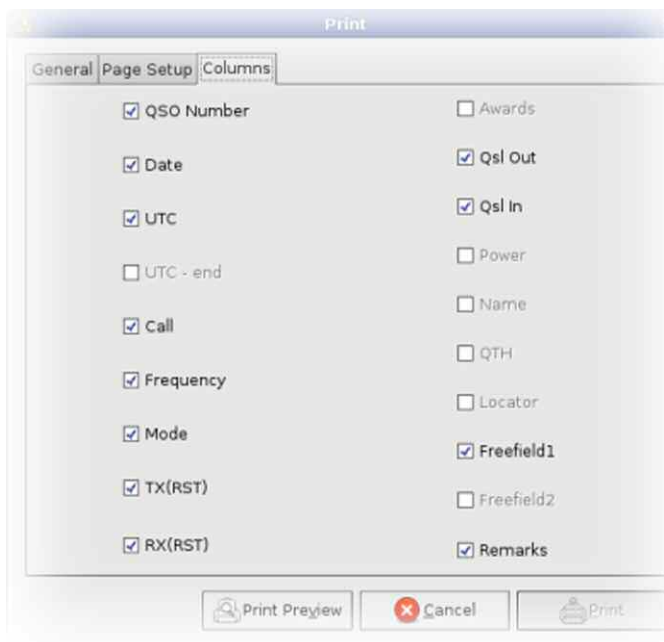 Print
General Page Setup Columns
QSO Number
Date
UTC
UTC - end
Call
Frequency
Mode
TX(RST)
RX(RST)
Awards
Qsl Out
Qsl In
Power
Name
QTH
Locator
Freefield1
Freefield2
Remarks
Print Preview Cancel Print